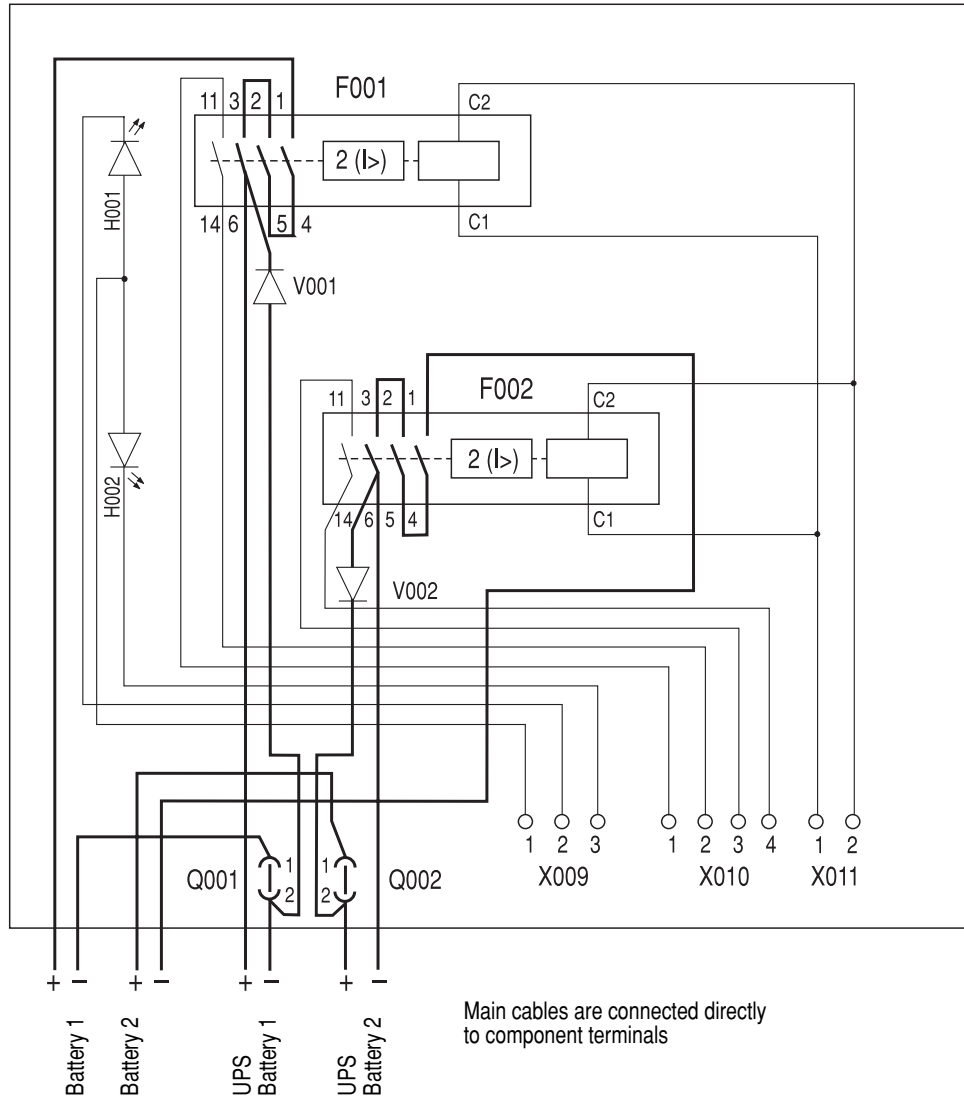 F001
11 3 2 1
C2
2 (I>)
H001
14 6 5 4
C1
V001
F002
11 3 2 1
C2
2 (I>)
H002
14 6 5 4
C1
V002
1 2 3
X009
1 2 3 4
X010
1 2
X011
Q001
1
2
1
2
Q002
+ − + − + − + −
Battery 1
Battery 2
UPS
Battery 1
UPS
Battery 2
Main cables are connected directly
to component terminals